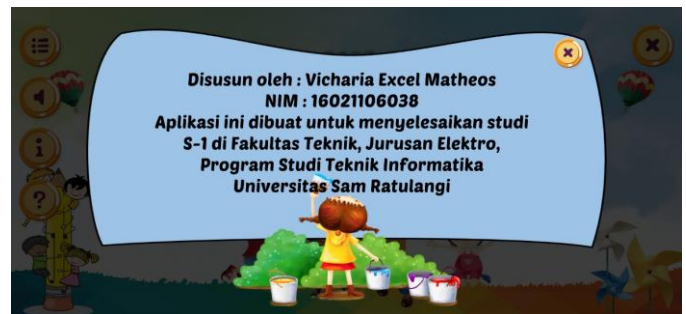 Disusun oleh : Vicharia Excel Matheos
NIM : 16021106038
Aplikasi ini dibuat untuk menyelesaikan studi
S-1 di Fakultas Teknik, Jurusan Elektro,
Program Studi Teknik Informatika
Universitas Sam Ratulangi